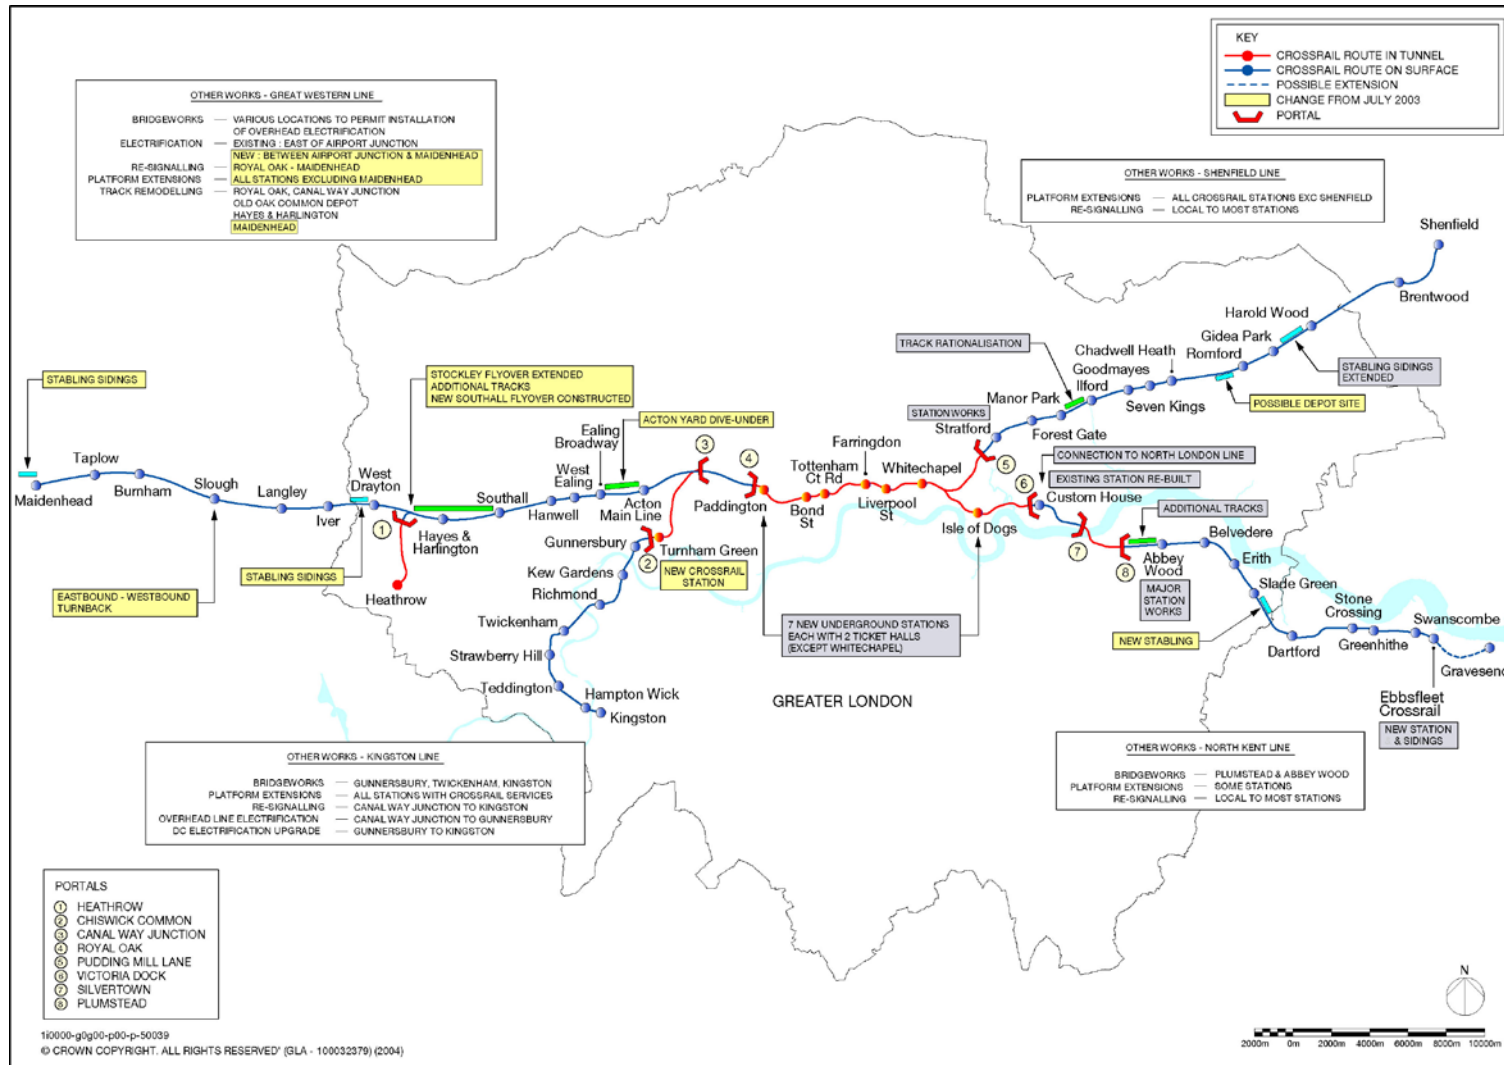 KEY
CROSSRAIL ROUTE IN TUNNEL
CROSSRAIL ROUTE ON SURFACE
POSSIBLE EXTENSION
CHANGE FROM JULY 2003
PORTAL
OTHER WORKS - GREAT WESTERN LINE
BRIDGEWORKS — VARIOUS LOCATIONS TO PERMIT INSTALLATION
OF OVERHEAD ELECTRIFICATION
ELECTRIFICATION — EXISTING : EAST OF AIRPORT JUNCTION
NEW : BETWEEN AIRPORT JUNCTION & MAIDENHEAD
RE-SIGNALLING — ROYAL OAK - MAIDENHEAD
PLATFORM EXTENSIONS — ALL STATIONS EXCLUDING MAIDENHEAD
TRACK REMODELLING — ROYAL OAK, CANAL WAY JUNCTION
OLD OAK COMMON DEPOT
HAYES & HARLINGTON
MAIDENHEAD
OTHER WORKS - SHENFIELD LINE
PLATFORM EXTENSIONS — ALL CROSSRAIL STATIONS EXC SHENFIELD
RE-SIGNALLING — LOCAL TO MOST STATIONS
Shenfield
Brentwood
Harold Wood
Gidea Park
Romford
Chadwell Heath
Goodmayes
Ilford
Seven Kings
Manor Park
Forest Gate
Stratford
TRACK RATIONALISATION
STATION WORKS
STABLING SIDINGS
EXTENDED
POSSIBLE DEPOT SITE
STABLING SIDINGS
STOCKLEY FLYOVER EXTENDED
ADDITIONAL TRACKS
NEW SOUTHALL FLYOVER CONSTRUCTED
ACTON YARD DIVE-UNDER
Maidenhead
Taplow
Burnham
Slough
Langley
Iver
West
Drayton
Hayes &
Harlington
Southall
Hanwell
West
Ealing
Ealing
Broadway
Acton
Main Line
Paddington
Bond
St
Tottenham
Ct Rd
Farringdon
Liverpool
St
Whitechapel
Isle of Dogs
Custom House
CONNECTION TO NORTH LONDON LINE
EXISTING STATION RE-BUILT
ADDITIONAL TRACKS
1
2
3
4
5
6
7
8
Heathrow
STABLING SIDINGS
EASTBOUND - WESTBOUND
TURNBACK
Gunnersbury
Turnham Green
NEW CROSSRAIL
STATION
Kew Gardens
Richmond
Twickenham
Strawberry Hill
Teddington
Hampton Wick
Kingston
7 NEW UNDERGROUND STATIONS
EACH WITH 2 TICKET HALLS
(EXCEPT WHITECHAPEL)
Abbey
Wood
MAJOR
STATION
WORKS
Belvedere
Erith
Slade Green
NEW STABLING
Dartford
Stone
Crossing
Greenhithe
Swanscombe
Gravesend
Ebbsfleet
Crossrail
NEW STATION
& SIDINGS
GREATER LONDON
OTHER WORKS - KINGSTON LINE
BRIDGEWORKS — GUNNERSBURY, TWICKENHAM, KINGSTON
PLATFORM EXTENSIONS — ALL STATIONS WITH CROSSRAIL SERVICES
RE-SIGNALLING — CANAL WAY JUNCTION TO KINGSTON
OVERHEAD LINE ELECTRIFICATION — CANAL WAY JUNCTION TO GUNNERSBURY
DC ELECTRIFICATION UPGRADE — GUNNERSBURY TO KINGSTON
OTHER WORKS - NORTH KENT LINE
BRIDGEWORKS — PLUMSTEAD & ABBEY WOOD
PLATFORM EXTENSIONS — SOME STATIONS
RE-SIGNALLING — LOCAL TO MOST STATIONS
PORTALS
1 HEATHROW
2 CHISWICK COMMON
3 CANAL WAY JUNCTION
4 ROYAL OAK
5 PUDDING MILL LANE
6 VICTORIA DOCK
7 SILVERTOWN
8 PLUMSTEAD
1i0000-g0g00-p00-p-50039
© CROWN COPYRIGHT. ALL RIGHTS RESERVED' (GLA - 100032379) (2004)
N
2000m 0m 2000m 4000m 6000m 8000m 10000m